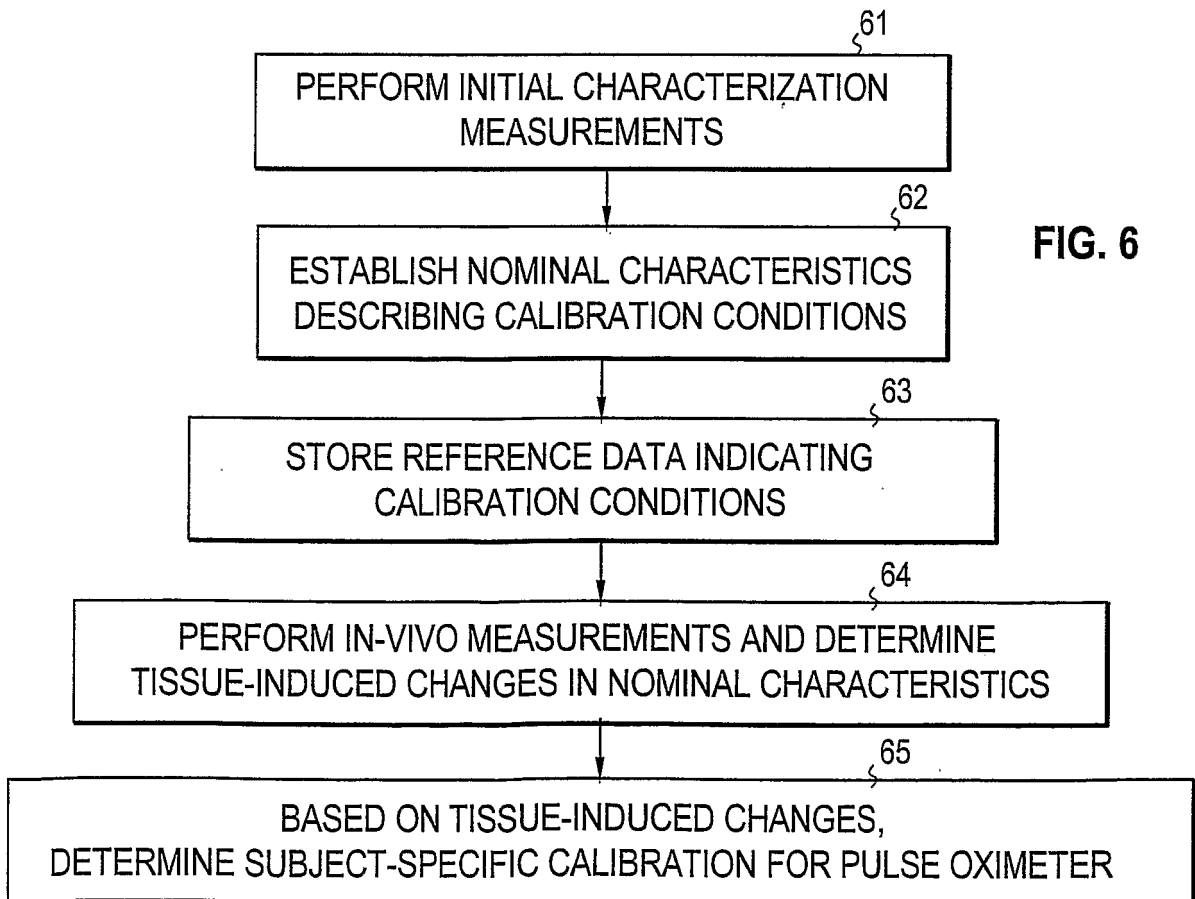 61
PERFORM INITIAL CHARACTERIZATION
MEASUREMENTS
62
FIG. 6
ESTABLISH NOMINAL CHARACTERISTICS
DESCRIBING CALIBRATION CONDITIONS
63
STORE REFERENCE DATA INDICATING
CALIBRATION CONDITIONS
64
PERFORM IN-VIVO MEASUREMENTS AND DETERMINE
TISSUE-INDUCED CHANGES IN NOMINAL CHARACTERISTICS
65
BASED ON TISSUE-INDUCED CHANGES,
DETERMINE SUBJECT-SPECIFIC CALIBRATION FOR PULSE OXIMETER